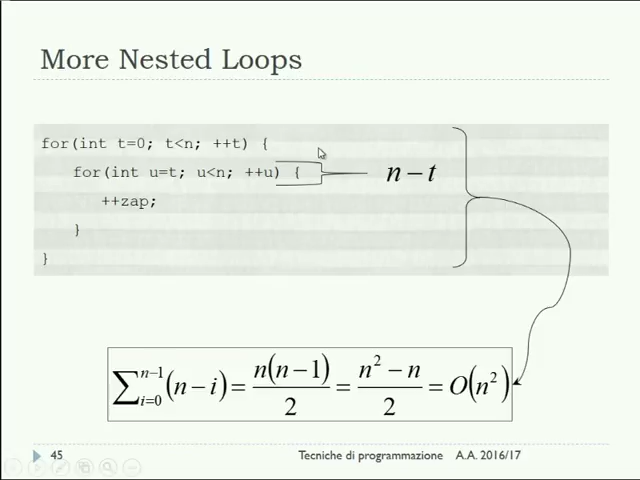 More Nested Loops
for(int t=0; t<n; ++t) {
for(int u=t; u<n; ++u) {
n − t
++zap;
}
}
∑_{i=0}^{n−1} (n − i) = n(n − 1)/2 = (n² − n)/2 = O(n²)
45
Tecniche di programmazione A.A. 2016/17